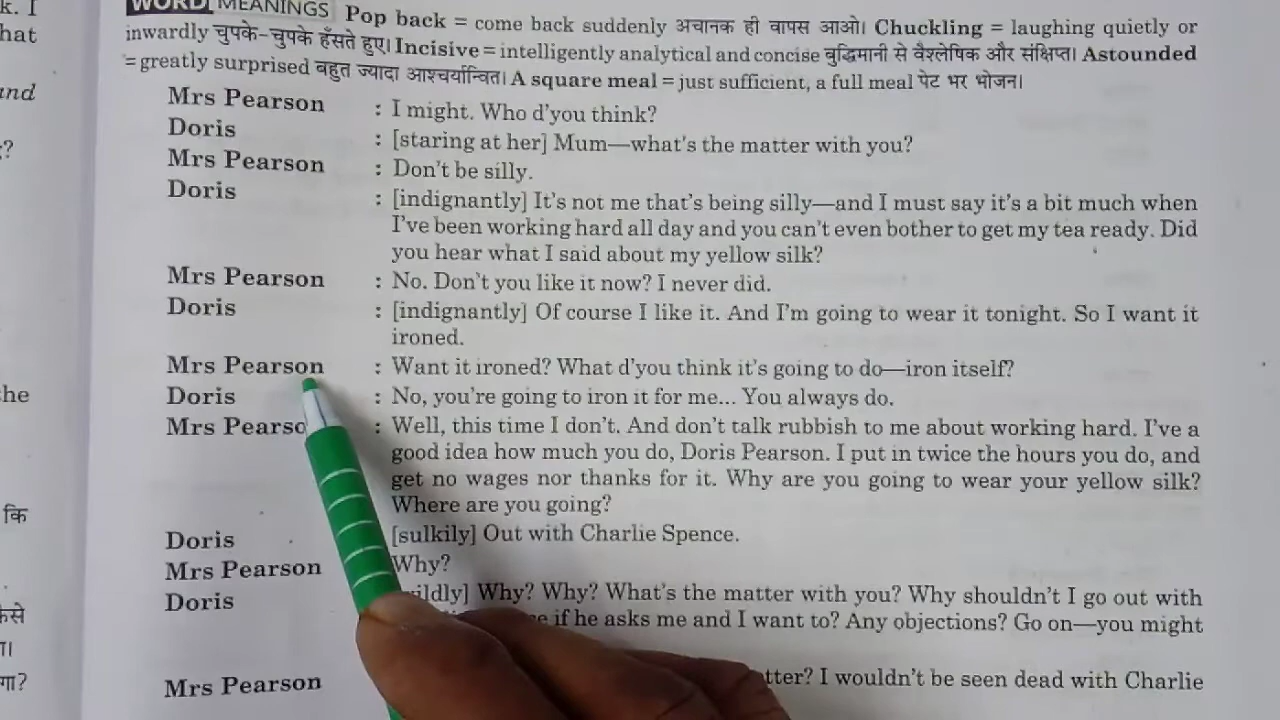 k. I
hat
and
?
he
कि
ा।
गा?
WORD MEANINGS Pop back = come back suddenly अचानक ही वापस आओ। Chuckling = laughing quietly or
inwardly चुपके-चुपके हँसते हुए। Incisive = intelligently analytical and concise बुद्धिमानी से वैश्लेषिक और संक्षिप्त। Astounded
= greatly surprised बहुत ज्यादा आश्चर्यान्वित। A square meal = just sufficient, a full meal पेट भर भोजन।
Mrs Pearson : I might. Who d'you think?
Doris : [staring at her] Mum—what's the matter with you?
Mrs Pearson : Don't be silly.
Doris : [indignantly] It's not me that's being silly—and I must say it's a bit much when
I've been working hard all day and you can't even bother to get my tea ready. Did
you hear what I said about my yellow silk?
Mrs Pearson : No. Don't you like it now? I never did.
Doris : [indignantly] Of course I like it. And I'm going to wear it tonight. So I want it
ironed.
Mrs Pearson : Want it ironed? What d'you think it's going to do—iron itself?
Doris : No, you're going to iron it for me... You always do.
Mrs Pearso : Well, this time I don't. And don't talk rubbish to me about working hard. I've a
good idea how much you do, Doris Pearson. I put in twice the hours you do, and
get no wages nor thanks for it. Why are you going to wear your yellow silk?
Where are you going?
Doris [sulkily] Out with Charlie Spence.
Mrs Pearson Why?
Doris ildly] Why? Why? What's the matter with you? Why shouldn't I go out with
if he asks me and I want to? Any objections? Go on—you might
Mrs Pearson tter? I wouldn't be seen dead with Charlie